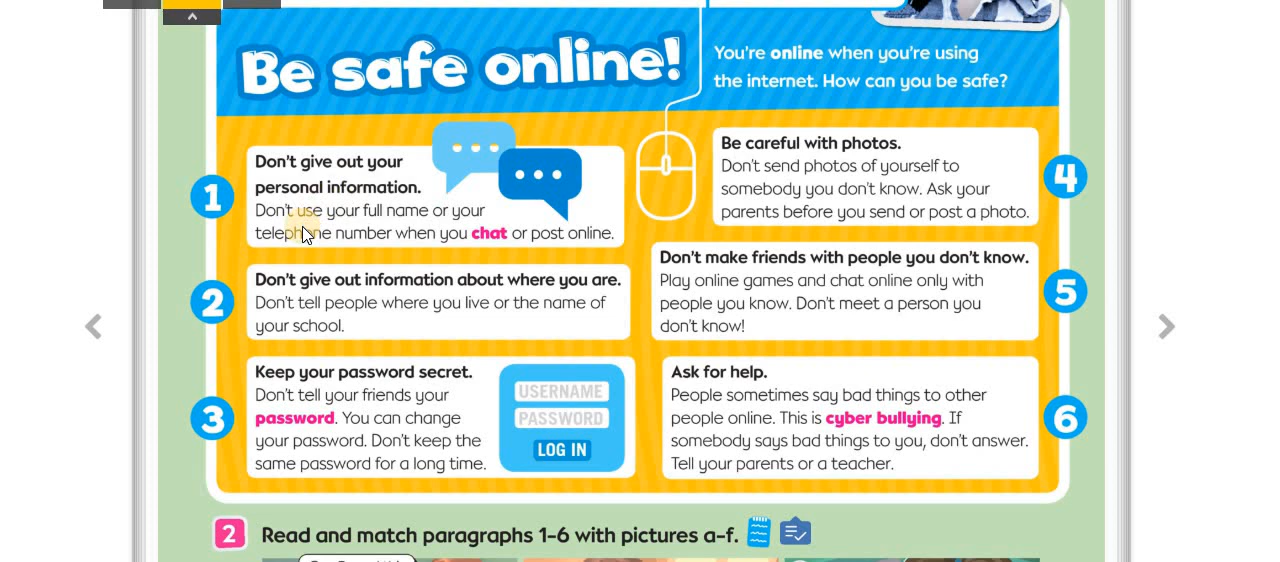 Be safe online!
You're online when you're using
the internet. How can you be safe?
1
Don't give out your
personal information.
Don't use your full name or your
telephone number when you chat or post online.
2
Don't give out information about where you are.
Don't tell people where you live or the name of
your school.
3
Keep your password secret.
Don't tell your friends your
password. You can change
your password. Don't keep the
same password for a long time.
USERNAME
PASSWORD
LOG IN
4
Be careful with photos.
Don't send photos of yourself to
somebody you don't know. Ask your
parents before you send or post a photo.
5
Don't make friends with people you don't know.
Play online games and chat online only with
people you know. Don't meet a person you
don't know!
6
Ask for help.
People sometimes say bad things to other
people online. This is cyber bullying. If
somebody says bad things to you, don't answer.
Tell your parents or a teacher.
2 Read and match paragraphs 1-6 with pictures a-f.